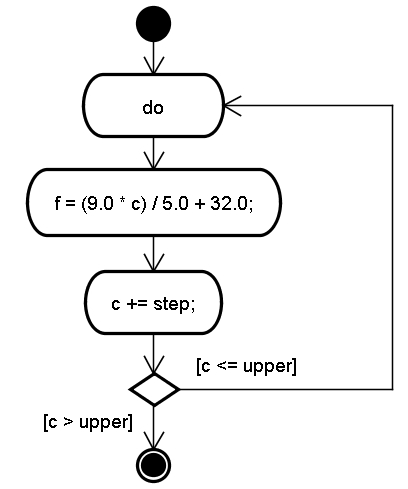 do
f = (9.0 * c) / 5.0 + 32.0;
c += step;
[c <= upper]
[c > upper]